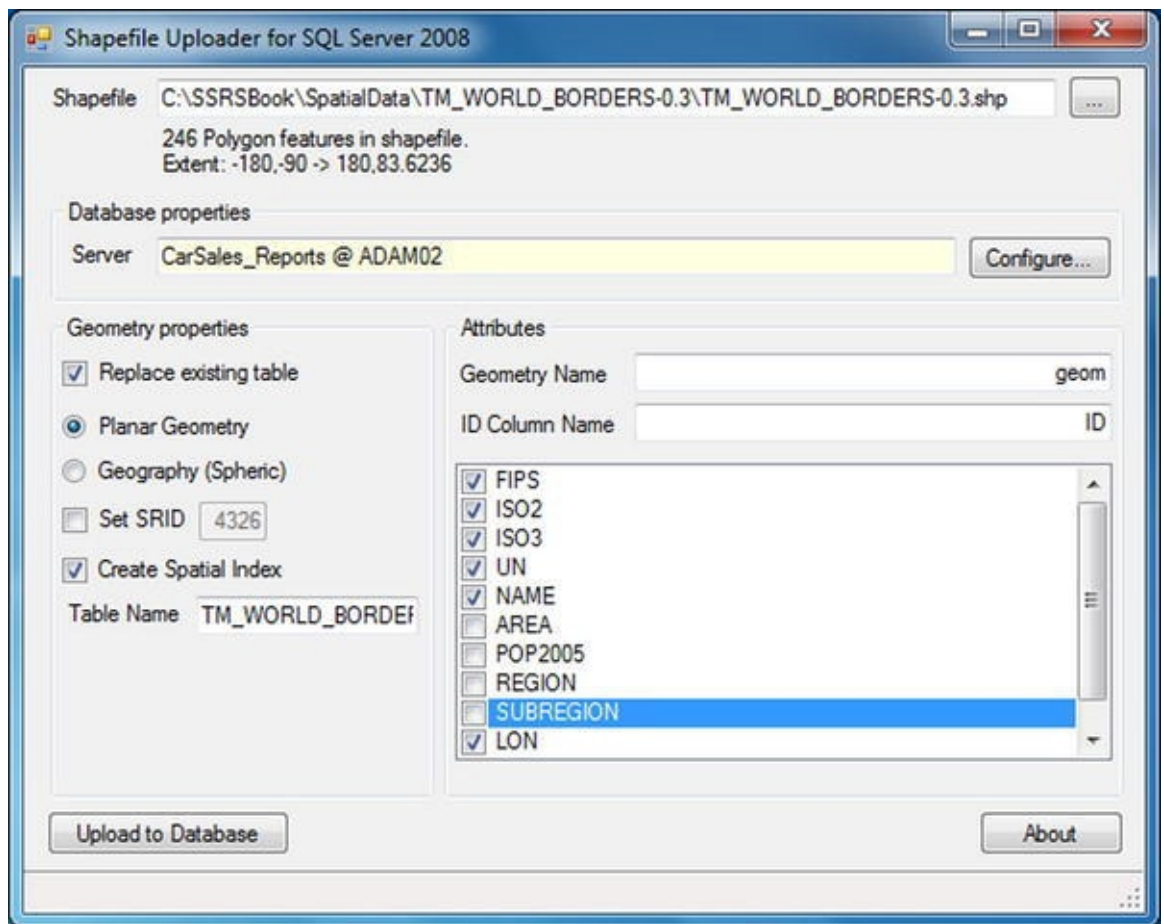 Shapefile Uploader for SQL Server 2008
Shapefile C:\SSRSBook\SpatialData\TM_WORLD_BORDERS-0.3\TM_WORLD_BORDERS-0.3.shp ...
246 Polygon features in shapefile.
Extent: -180,-90 -> 180,83.6236
Database properties
Server CarSales_Reports @ ADAM02 Configure...
Geometry properties
Replace existing table
Planar Geometry
Geography (Spheric)
Set SRID 4326
Create Spatial Index
Table Name TM_WORLD_BORDER
Attributes
Geometry Name geom
ID Column Name ID
FIPS
ISO2
ISO3
UN
NAME
AREA
POP2005
REGION
SUBREGION
LON
Upload to Database
About